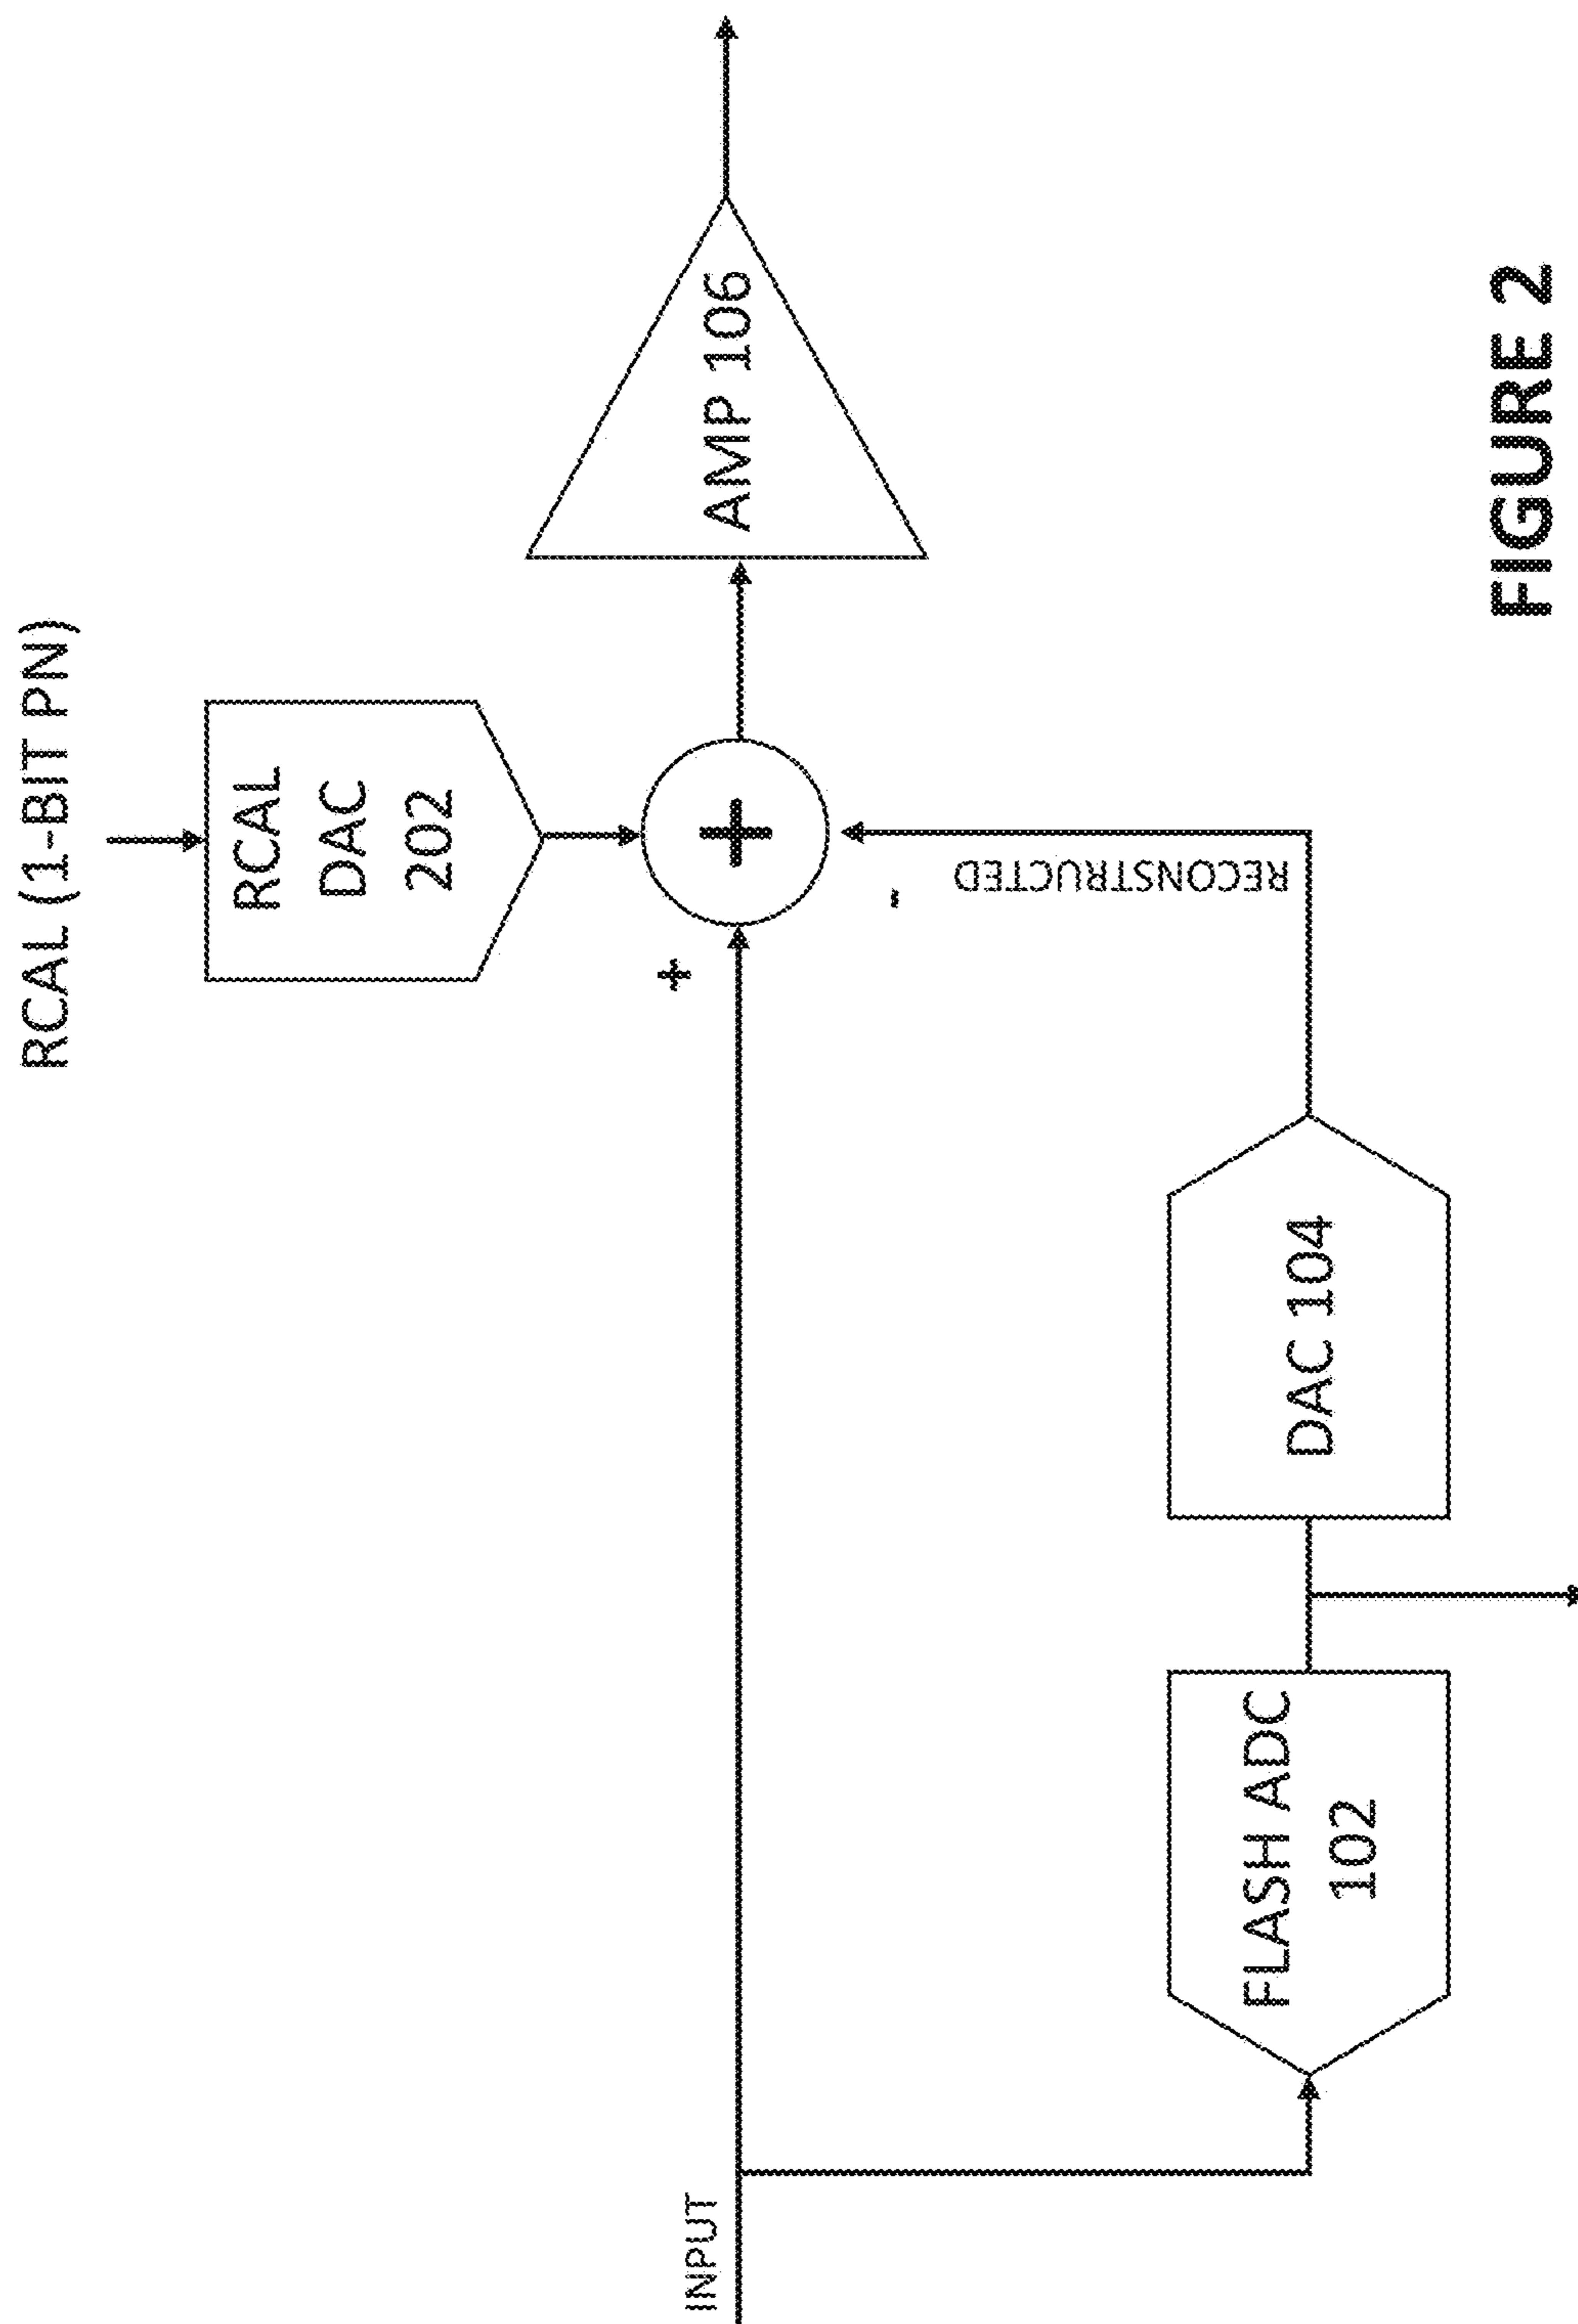 RCAL (1-BIT PN)
RCAL
DAC
202
AMP 106
+
+
-
RECONSTRUCTED
INPUT
FLASH ADC
102
DAC 104
FIGURE 2